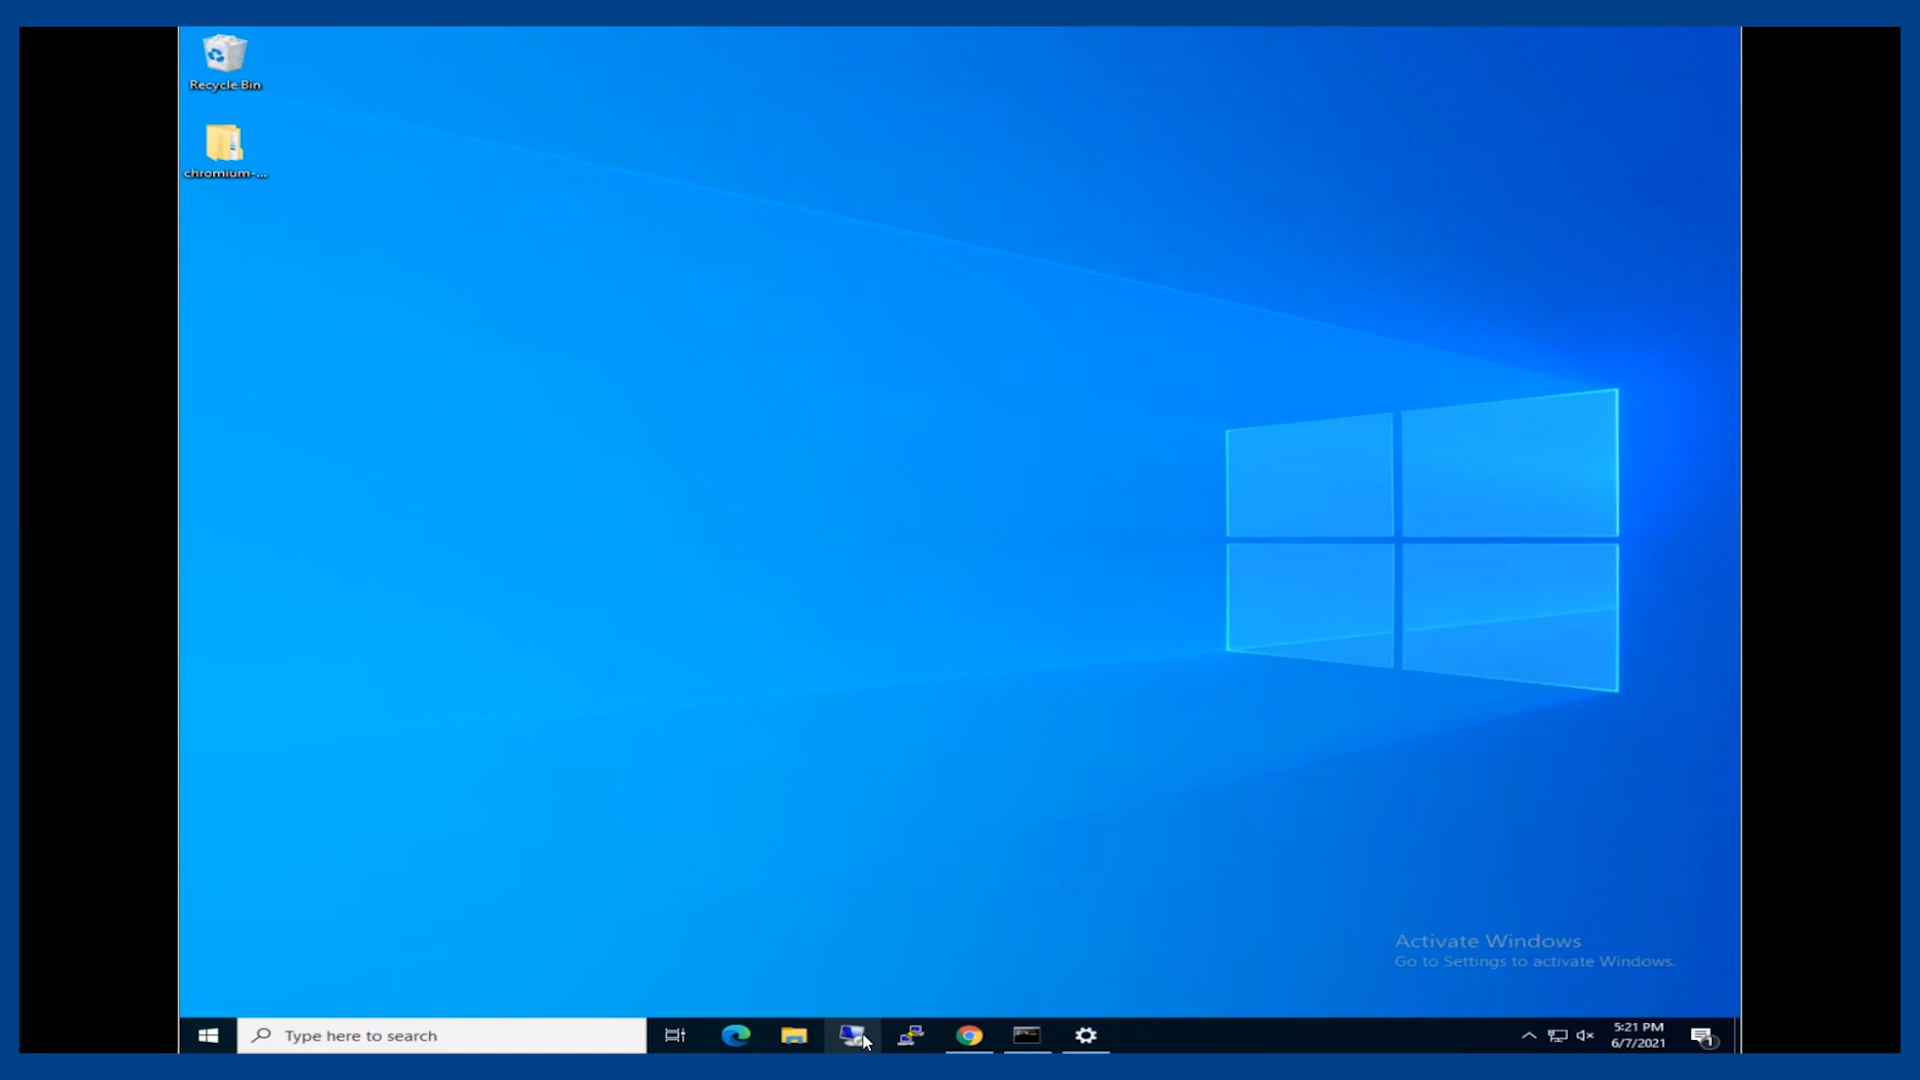 Recycle Bin
chromium-...
Activate Windows
Go to Settings to activate Windows.
Type here to search
5:21 PM
6/7/2021
1